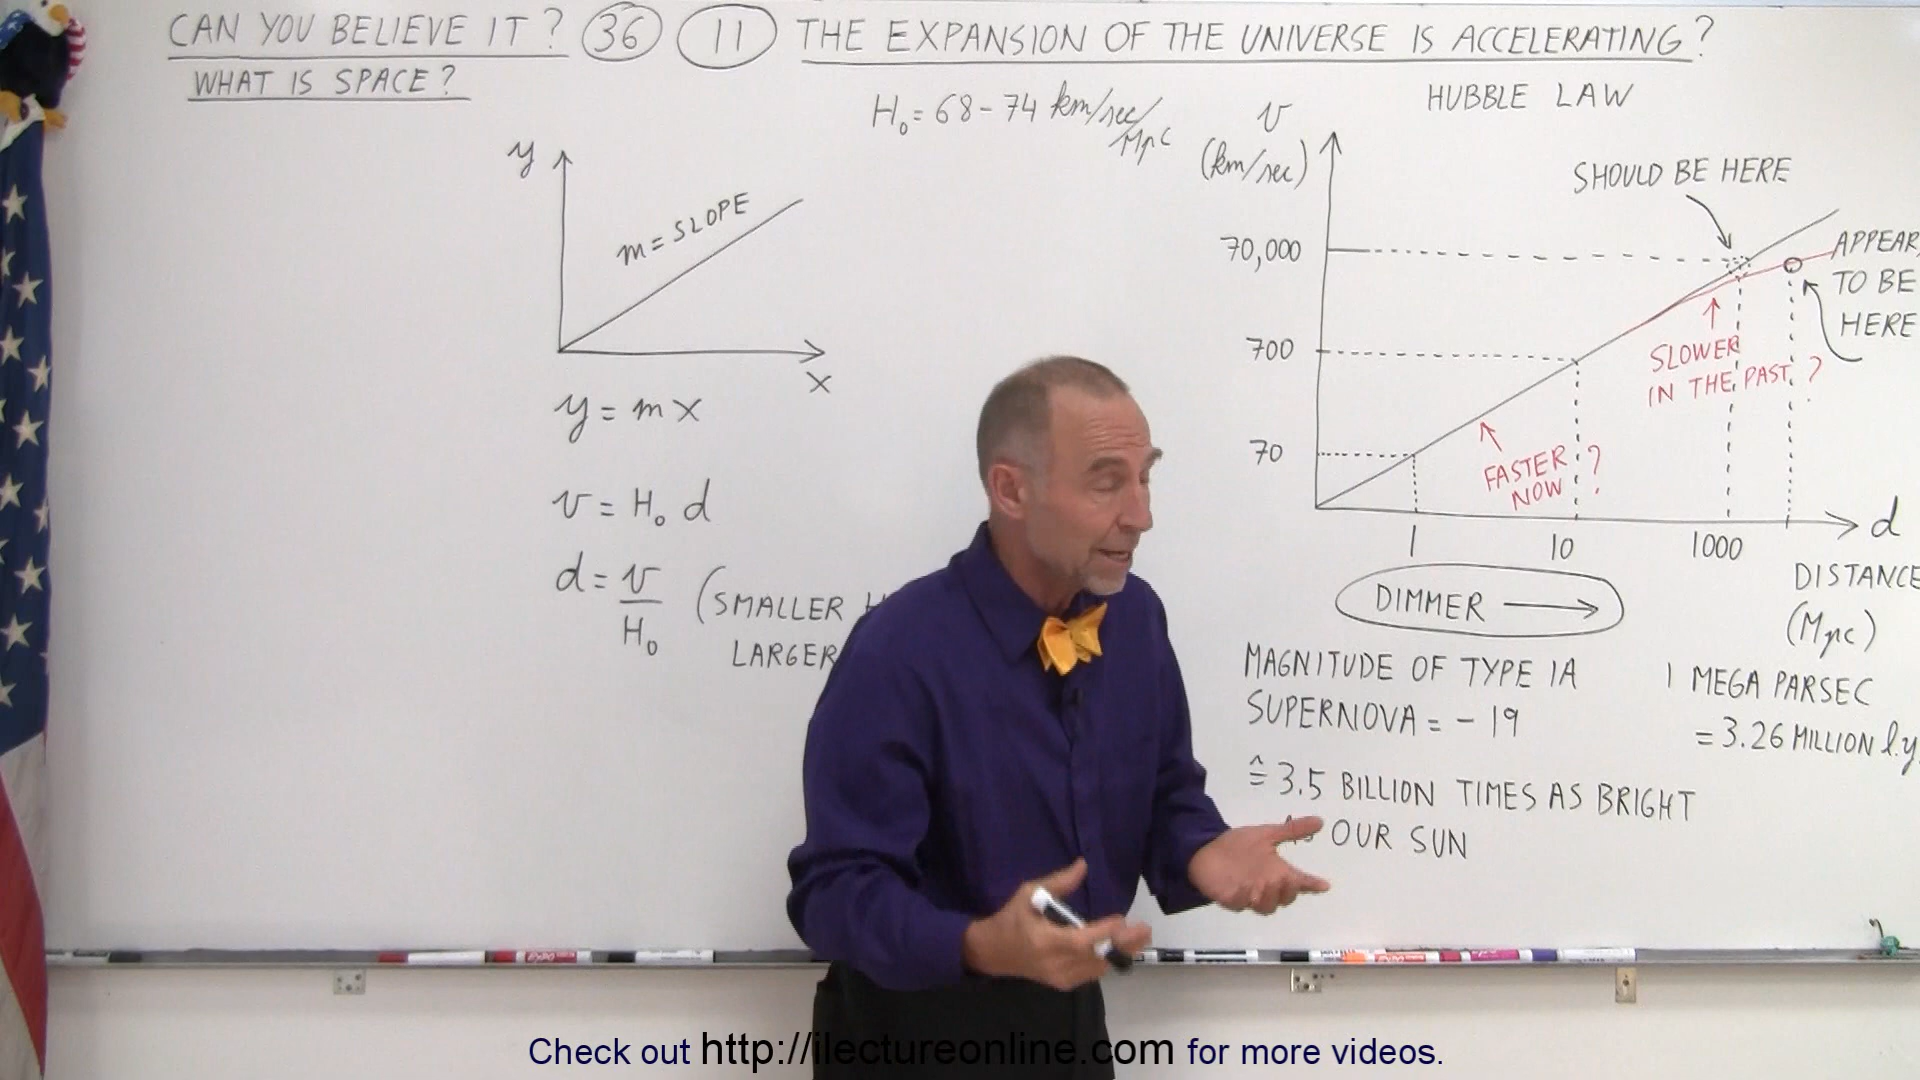 CAN YOU BELIEVE IT? 36 11 THE EXPANSION OF THE UNIVERSE IS ACCELERATING?
WHAT IS SPACE?
H₀ = 68 - 74 km/sec/Mpc
HUBBLE LAW
y
m = SLOPE
x
y = mx
v = H₀ d
d = v/H₀
(SMALLER
LARGER
v
(km/sec)
70,000
700
70
SHOULD BE HERE
APPEAR
TO BE
HERE
SLOWER
IN THE PAST ?
FASTER ?
NOW
1 10 1000
d
DISTANCE
(Mpc)
DIMMER →
MAGNITUDE OF TYPE 1A
SUPERNOVA = -19
≙ 3.5 BILLION TIMES AS BRIGHT
AS OUR SUN
1 MEGA PARSEC
= 3.26 MILLION l.y.
Check out http://ilectureonline.com for more videos.